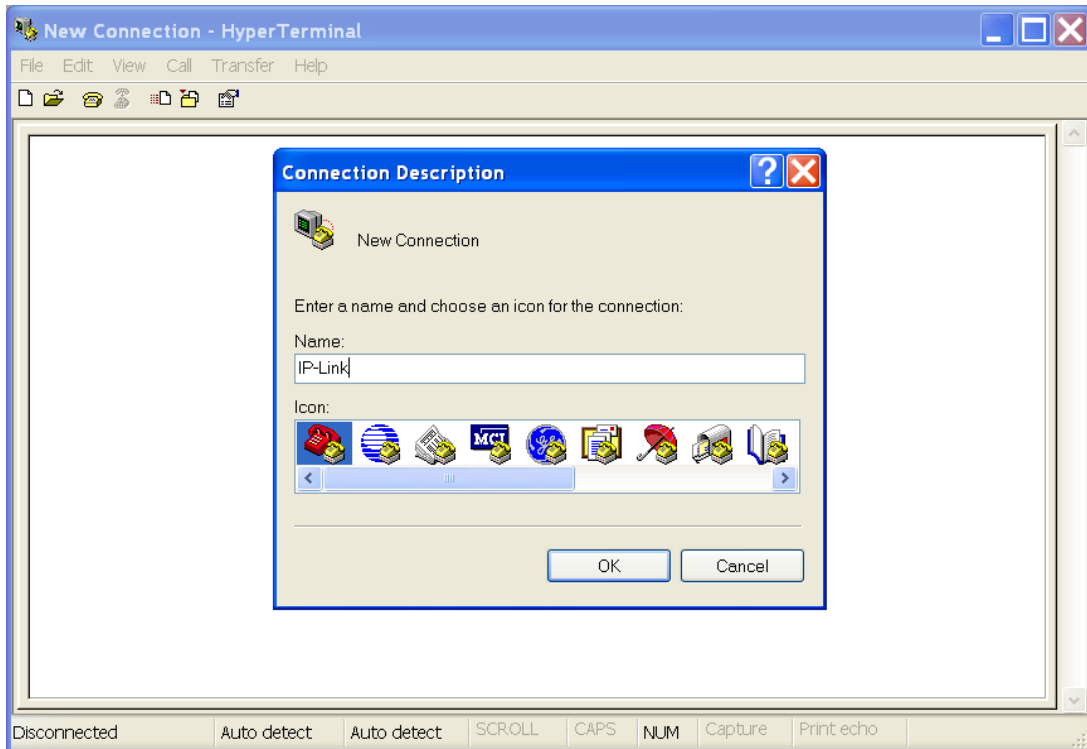 New Connection - HyperTerminal
File Edit View Call Transfer Help
Connection Description
New Connection
Enter a name and choose an icon for the connection:
Name:
IP-Link
Icon:
MCI
OK Cancel
Disconnected Auto detect Auto detect SCROLL CAPS NUM Capture Print echo